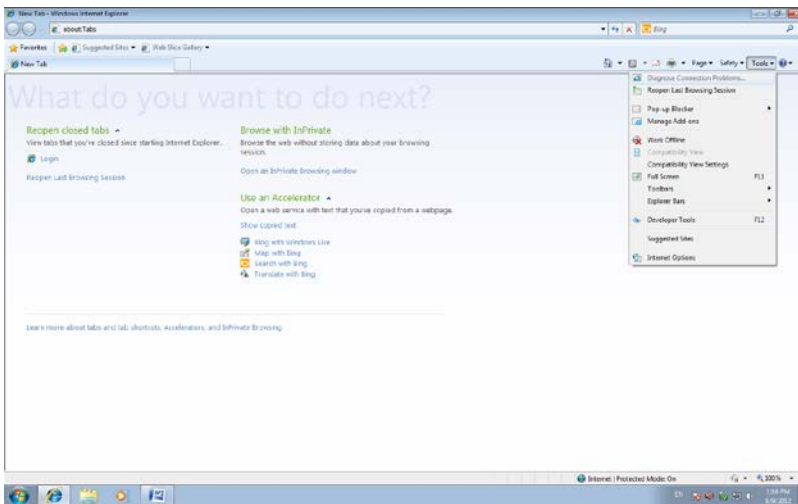 New Tab - Windows Internet Explorer
about:Tabs
Bing
Favorites Suggested Sites Web Slice Gallery
New Tab
Page Safety Tools
What do you want to do next?
Reopen closed tabs
View tabs that you've closed since starting Internet Explorer.
Login
Reopen Last Browsing Session
Browse with InPrivate
Browse the web without storing data about your browsing
session.
Open an InPrivate Browsing window
Use an Accelerator
Open a web service with text that you've copied from a webpage.
Show copied text
Blog with Windows Live
Map with Bing
Search with Bing
Translate with Bing
Learn more about tabs and tab shortcuts, Accelerators, and InPrivate Browsing.
Diagnose Connection Problems...
Reopen Last Browsing Session
Pop-up Blocker
Manage Add-ons
Work Offline
Compatibility View
Compatibility View Settings
Full Screen F11
Toolbars
Explorer Bars
Developer Tools F12
Suggested Sites
Internet Options
Internet | Protected Mode: On
100%
EN
1:38 PM